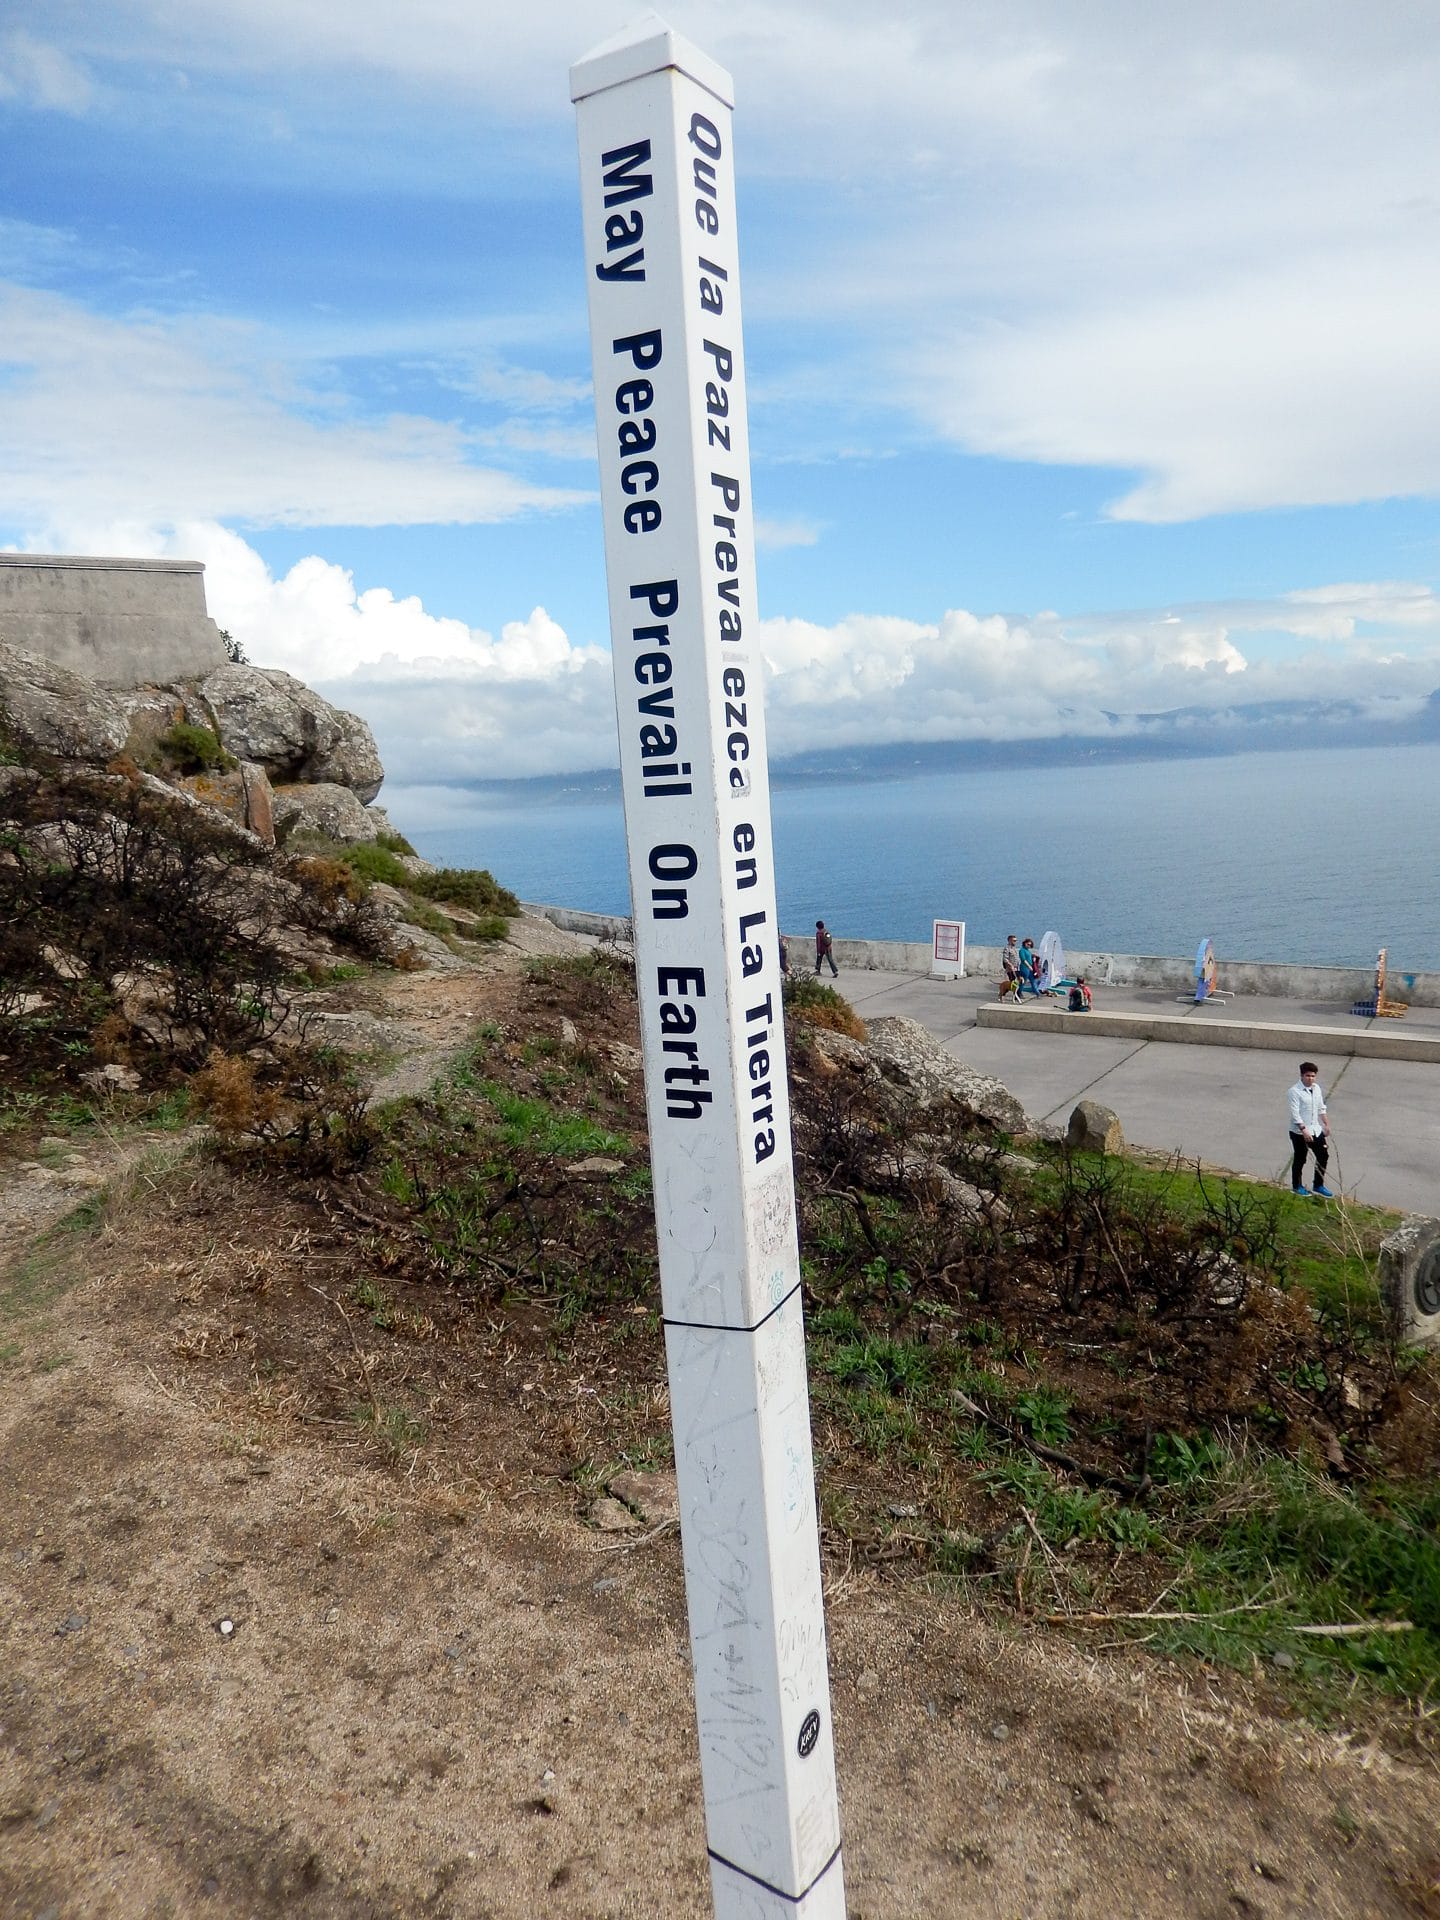 May Peace Prevail On Earth
Que la Paz Prevalezca en La Tierra